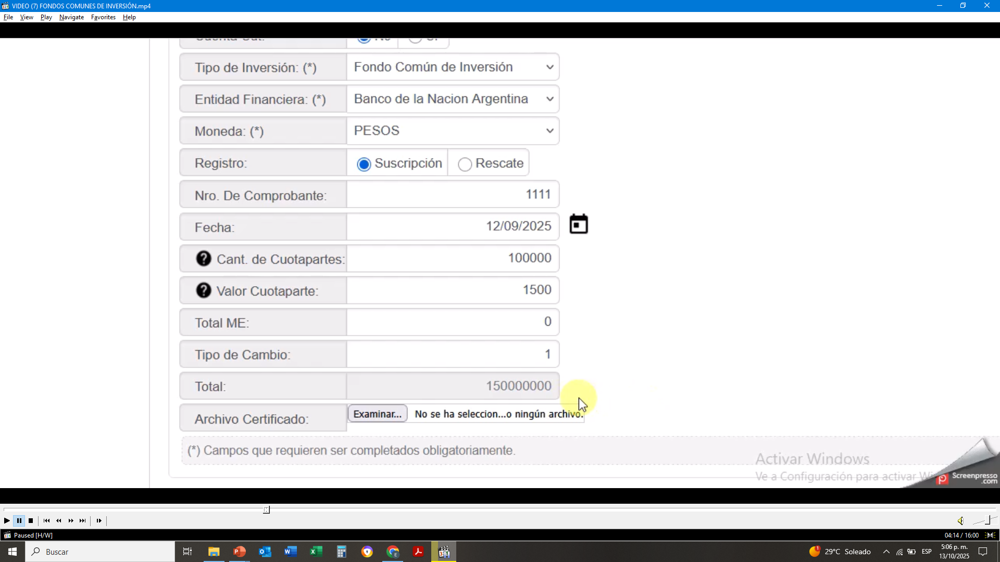 VIDEO (7) FONDOS COMUNES DE INVERSIÓN.mp4
File View Play Navigate Favorites Help
Tipo de Inversión: (*) Fondo Común de Inversión
Entidad Financiera: (*) Banco de la Nacion Argentina
Moneda: (*) PESOS
Registro: Suscripción Rescate
Nro. De Comprobante: 1111
Fecha: 12/09/2025
Cant. de Cuotapartes: 100000
Valor Cuotaparte: 1500
Total ME: 0
Tipo de Cambio: 1
Total: 150000000
Archivo Certificado: Examinar... No se ha seleccion...o ningún archivo.
(*) Campos que requieren ser completados obligatoriamente.
Activar Windows
Ve a Configuración para activar
Screenpresso
.com
Paused [H/W] 04:14 / 16:00
Buscar 29°C Soleado ESP 5:06 p. m.
13/10/2025